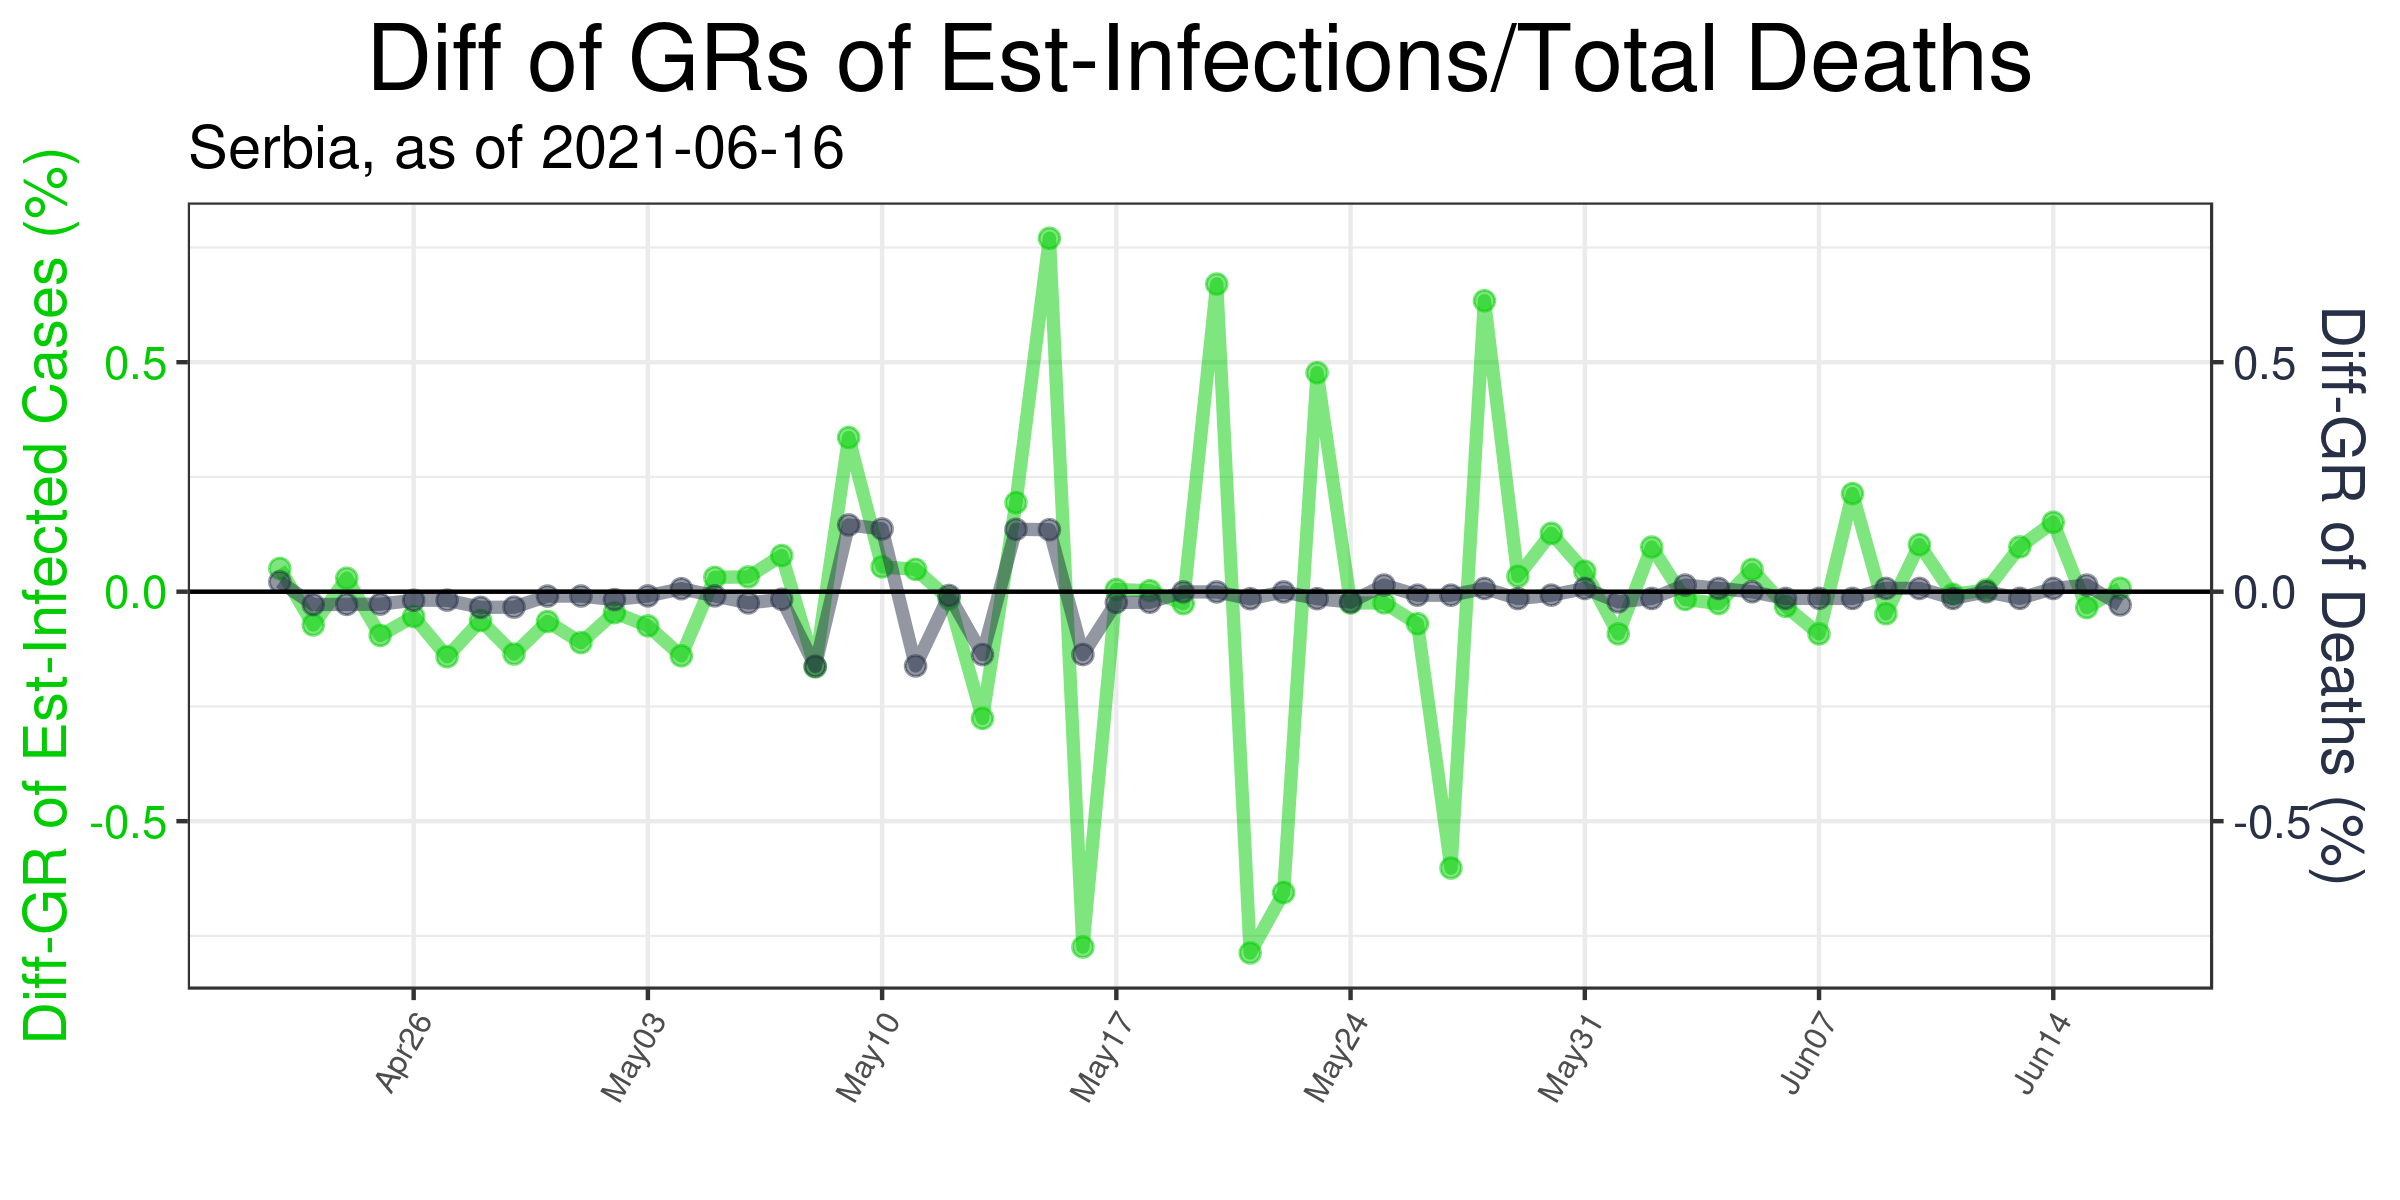 Diff of GRs of Est-Infections/Total Deaths
Serbia, as of 2021-06-16
Diff-GR of Est-Infected Cases (%)
0.5
0.0
-0.5
0.5
0.0
-0.5
Diff-GR of Deaths (%)
Apr26
May03
May10
May17
May24
May31
Jun07
Jun14